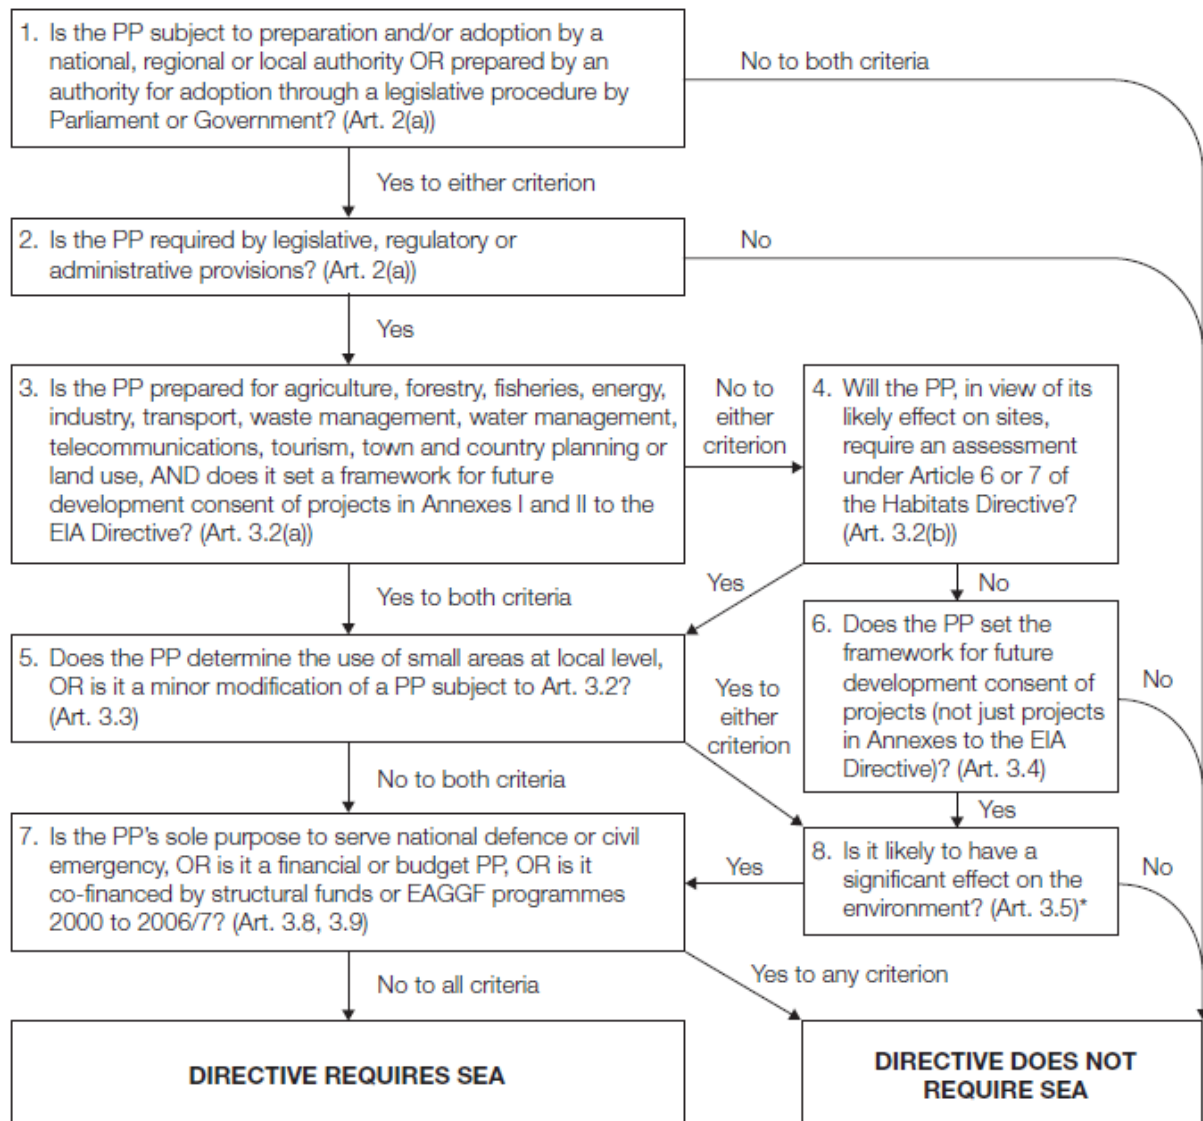 1. Is the PP subject to preparation and/or adoption by a
national, regional or local authority OR prepared by an
authority for adoption through a legislative procedure by
Parliament or Government? (Art. 2(a))
No to both criteria
Yes to either criterion
2. Is the PP required by legislative, regulatory or
administrative provisions? (Art. 2(a))
No
Yes
3. Is the PP prepared for agriculture, forestry, fisheries, energy,
industry, transport, waste management, water management,
telecommunications, tourism, town and country planning or
land use, AND does it set a framework for future
development consent of projects in Annexes I and II to the
EIA Directive? (Art. 3.2(a))
No to
either
criterion
4. Will the PP, in view of its
likely effect on sites,
require an assessment
under Article 6 or 7 of
the Habitats Directive?
(Art. 3.2(b))
Yes
No
Yes to both criteria
5. Does the PP determine the use of small areas at local level,
OR is it a minor modification of a PP subject to Art. 3.2?
(Art. 3.3)
Yes to
either
criterion
6. Does the PP set the
framework for future
development consent of
projects (not just projects
in Annexes to the EIA
Directive)? (Art. 3.4)
No
No to both criteria
Yes
7. Is the PP's sole purpose to serve national defence or civil
emergency, OR is it a financial or budget PP, OR is it
co-financed by structural funds or EAGGF programmes
2000 to 2006/7? (Art. 3.8, 3.9)
Yes
8. Is it likely to have a
significant effect on the
environment? (Art. 3.5)*
No
No to all criteria
Yes to any criterion
DIRECTIVE REQUIRES SEA
DIRECTIVE DOES NOT
REQUIRE SEA